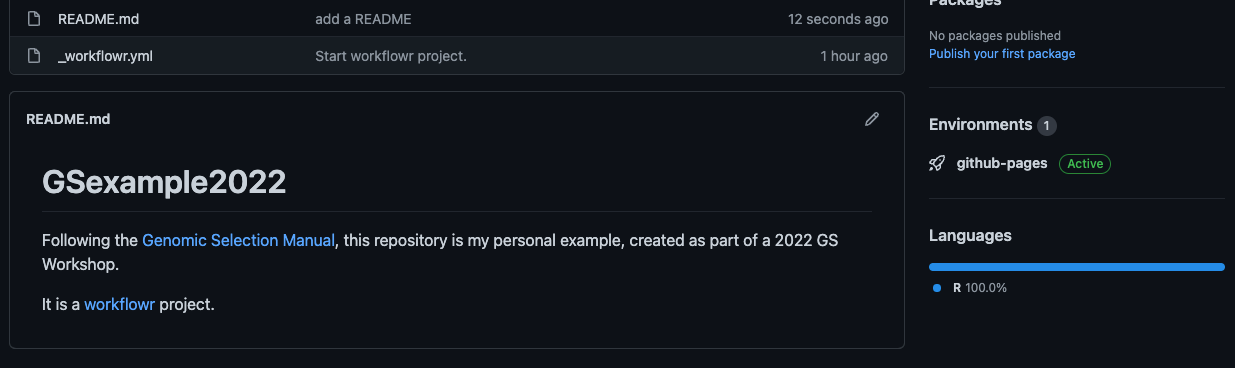 README.md add a README 12 seconds ago
_workflowr.yml Start workflowr project. 1 hour ago
README.md
GSexample2022
Following the Genomic Selection Manual, this repository is my personal example, created as part of a 2022 GS
Workshop.
It is a workflowr project.
Packages
No packages published
Publish your first package
Environments 1
github-pages Active
Languages
R 100.0%